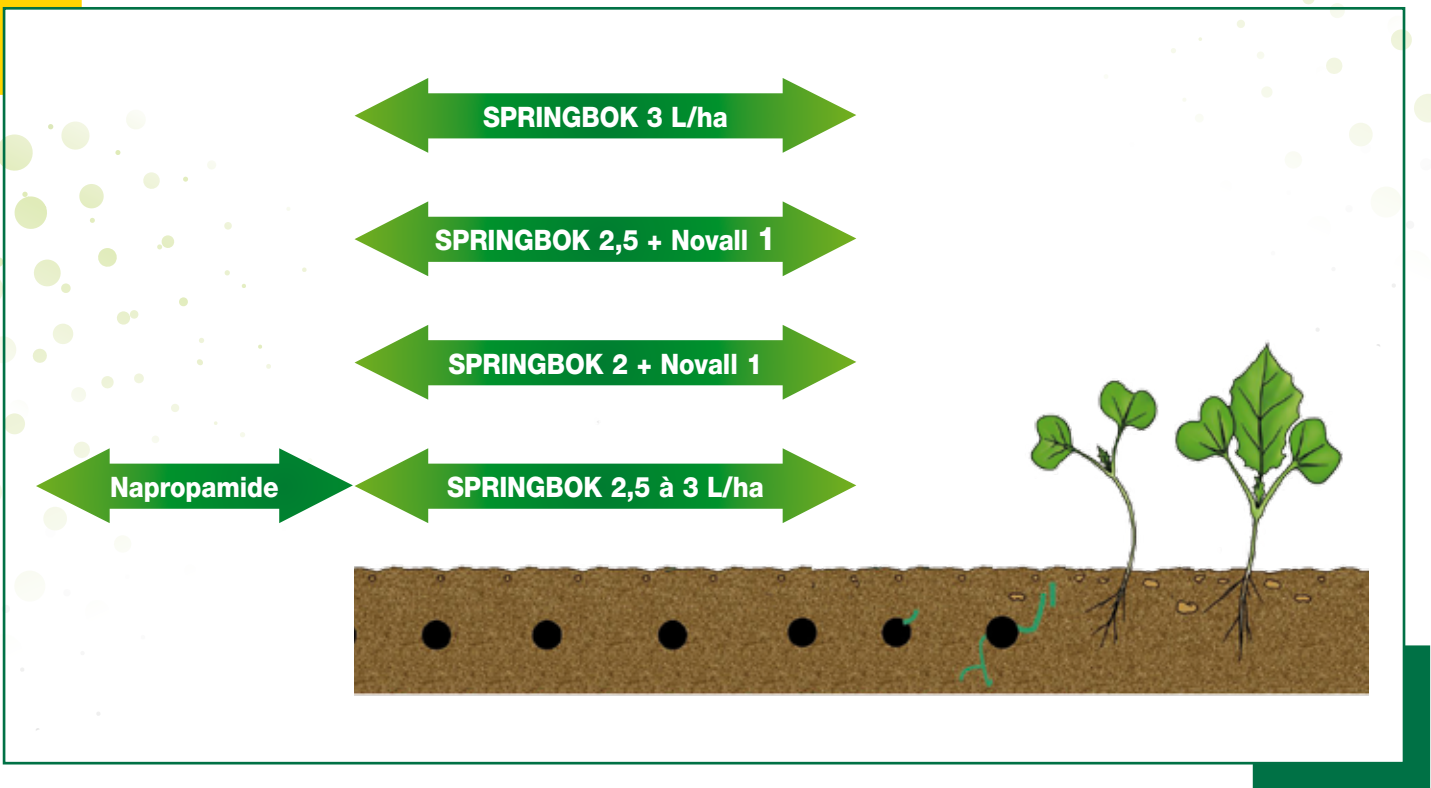 SPRINGBOK 3 L/ha
SPRINGBOK 2,5 + Novall 1
SPRINGBOK 2 + Novall 1
Napropamide
SPRINGBOK 2,5 à 3 L/ha